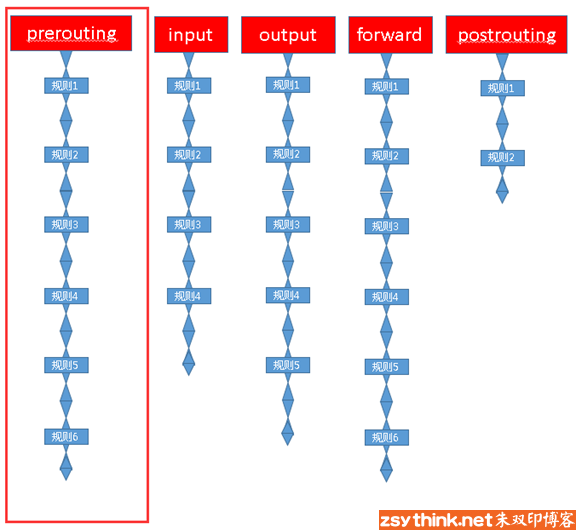 prerouting
input
output
forward
postrouting
规则1
规则1
规则1
规则1
规则1
规则2
规则2
规则2
规则2
规则2
规则3
规则3
规则3
规则3
规则4
规则4
规则4
规则4
规则5
规则5
规则5
规则6
规则6
zsythink.net朱双印博客